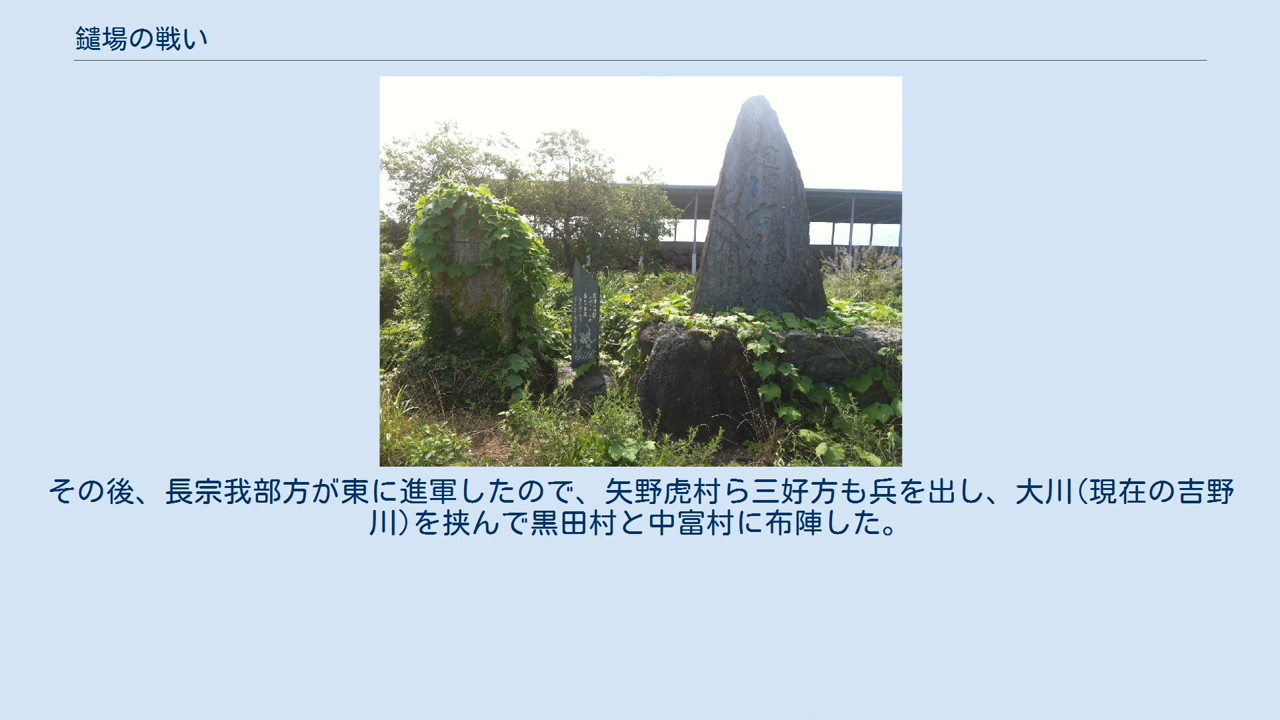 鑓場の戦い
その後、長宗我部方が東に進軍したので、矢野虎村ら三好方も兵を出し、大川(現在の吉野
川)を挟んで黒田村と中富村に布陣した。